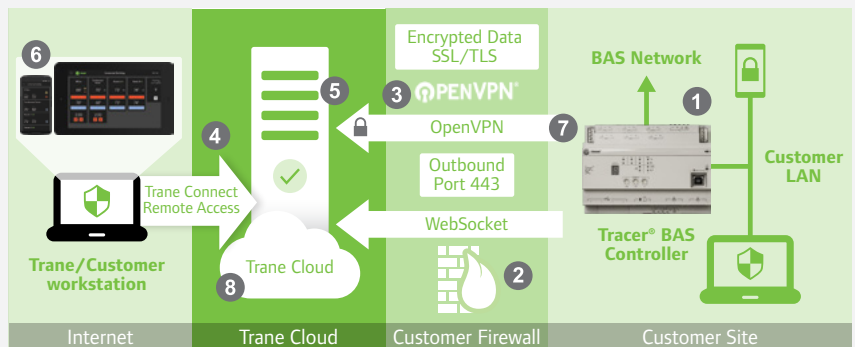 6
Trane/Customer
workstation
Internet
4
Trane Connect
Remote Access
5
8
Trane Cloud
Trane Cloud
Encrypted Data
SSL/TLS
3
OPENVPN
OpenVPN
7
Outbound
Port 443
WebSocket
2
Customer Firewall
BAS Network
1
Customer
LAN
Tracer® BAS
Controller
Customer Site